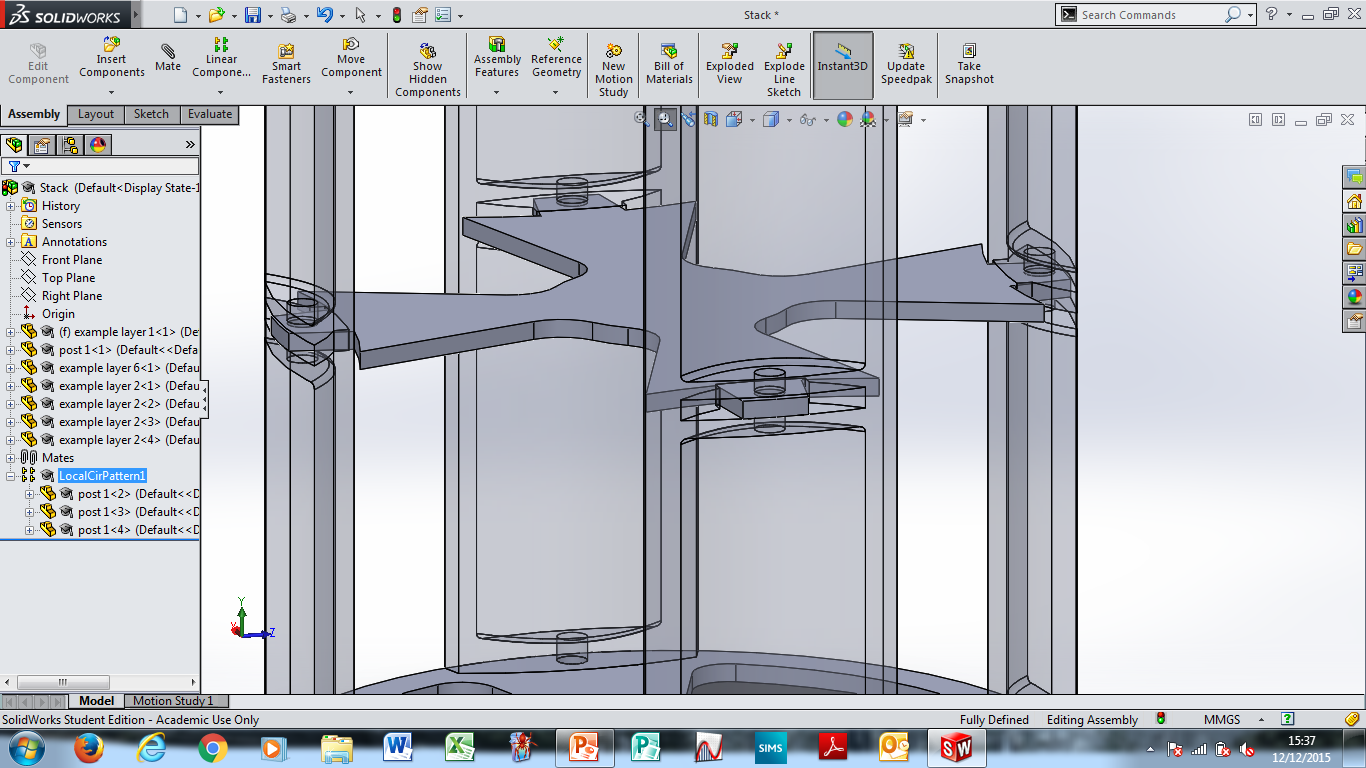 SOLIDWORKS
Stack *
Search Commands
Edit Component
Insert Components
Mate
Linear Compone...
Smart Fasteners
Move Component
Show Hidden Components
Assembly Features
Reference Geometry
New Motion Study
Bill of Materials
Exploded View
Explode Line Sketch
Instant3D
Update Speedpak
Take Snapshot
Assembly Layout Sketch Evaluate
Stack (Default<Display State-1
History
Sensors
A Annotations
Front Plane
Top Plane
Right Plane
Origin
(f) example layer 1<1> (De
post 1<1> (Default<<Defa
example layer 6<1> (Defau
example layer 2<1> (Defau
example layer 2<2> (Defau
example layer 2<3> (Defau
example layer 2<4> (Defau
Mates
LocalCirPattern1
post 1<2> (Default<<D
post 1<3> (Default<<D
post 1<4> (Default<<D
Y
X Z
Model Motion Study 1
SolidWorks Student Edition - Academic Use Only
Fully Defined Editing Assembly MMGS
SIMS
SW
15:37
12/12/2015